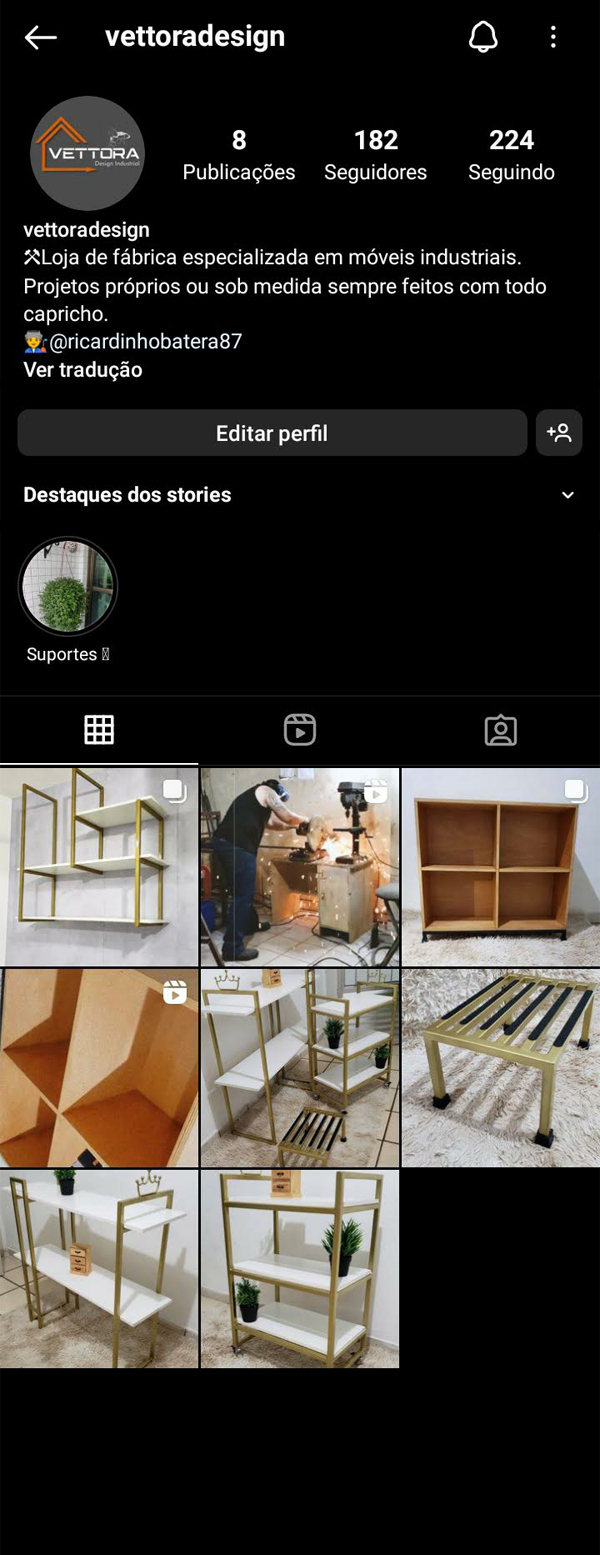 vettoradesign
VETTORA
Design Industrial
8
Publicações
182
Seguidores
224
Seguindo
vettoradesign
⚒Loja de fábrica especializada em móveis industriais.
Projetos próprios ou sob medida sempre feitos com todo
capricho.
👨‍🏭@ricardinhobatera87
Ver tradução
Editar perfil
Destaques dos stories
Suportes